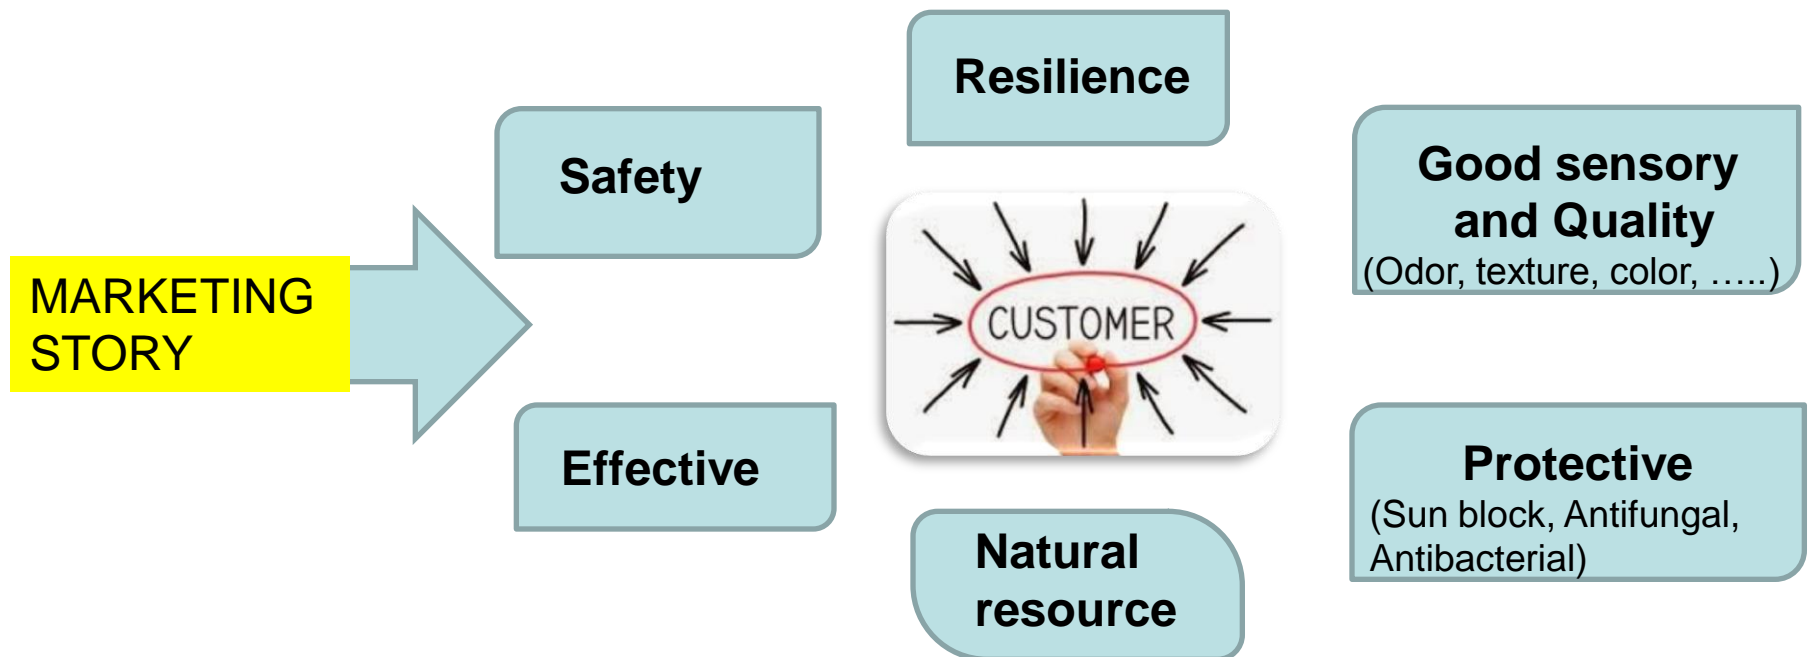 MARKETING
STORY
Safety
Effective
Resilience
CUSTOMER
Natural
resource
Good sensory
and Quality
(Odor, texture, color, …..)
Protective
(Sun block, Antifungal,
Antibacterial)